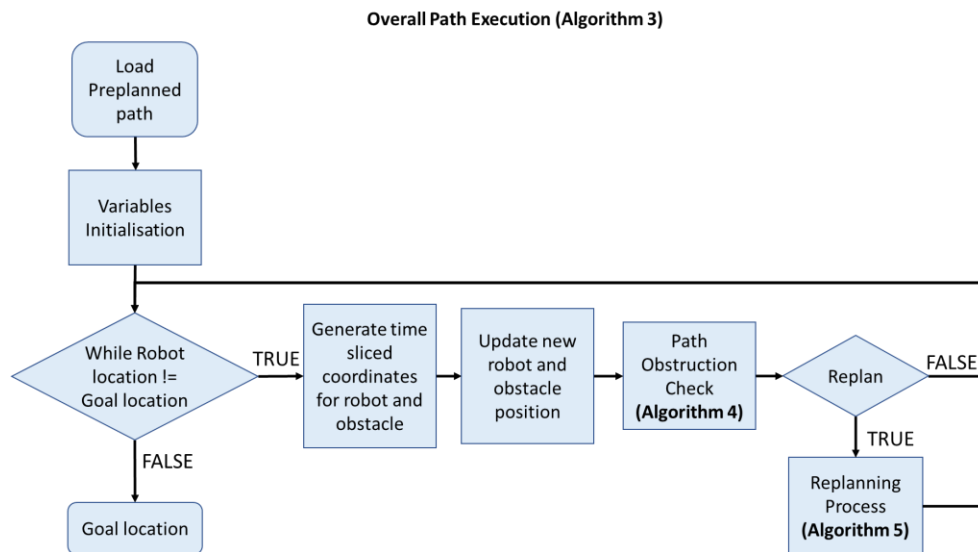 Overall Path Execution (Algorithm 3)
Load
Preplanned
path
Variables
Initialisation
While Robot
location !=
Goal location
TRUE
FALSE
Goal location
Generate time
sliced
coordinates
for robot and
obstacle
Update new
robot and
obstacle
position
Path
Obstruction
Check
(Algorithm 4)
Replan
FALSE
TRUE
Replanning
Process
(Algorithm 5)